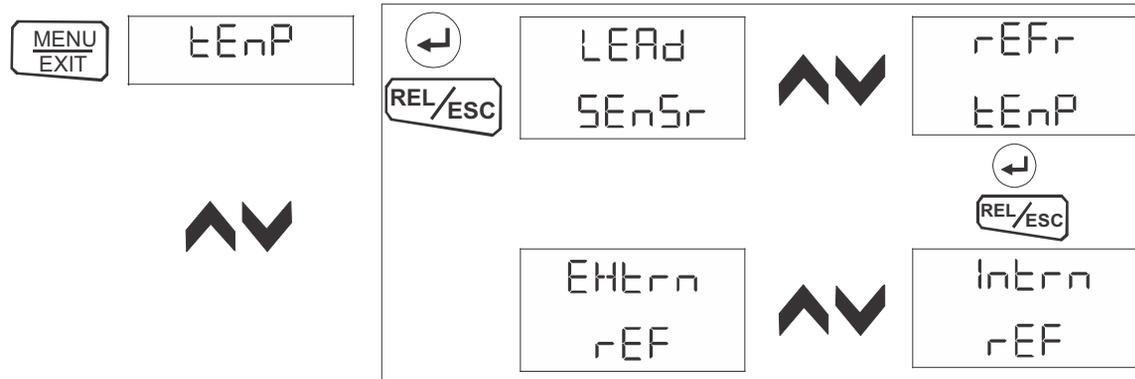 MENU
EXIT
tEnP
REL/ESC
LEAd
SEnSr
rEFr
tEnP
REL/ESC
EHtrn
rEF
Intrn
rEF